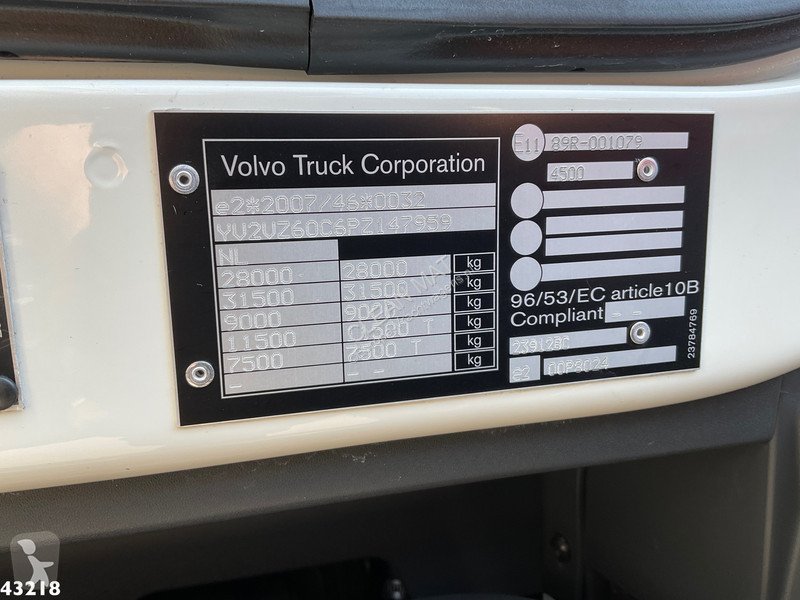 Volvo Truck Corporation
e2*2007/46*0032
YV2VZ60C6PZ147959
NL
28000 28000 kg
31500 31500 kg
9000 9000 kg
11500 T kg
7500 7500 T kg
- - -
E11 89R-001079
4500
96/53/EC article10B
Compliant - -
e2
23784769
43218